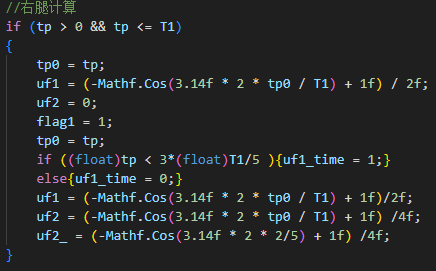 //右腿计算
if (tp > 0 && tp <= T1)
{
tp0 = tp;
uf1 = (-Mathf.Cos(3.14f * 2 * tp0 / T1) + 1f) / 2f;
uf2 = 0;
flag1 = 1;
tp0 = tp;
if ((float)tp < 3*(float)T1/5 ){uf1_time = 1;}
else{uf1_time = 0;}
uf1 = (-Mathf.Cos(3.14f * 2 * tp0 / T1) + 1f)/2f;
uf2 = (-Mathf.Cos(3.14f * 2 * tp0 / T1) + 1f) /4f;
uf2_ = (-Mathf.Cos(3.14f * 2 * 2/5) + 1f) /4f;
}